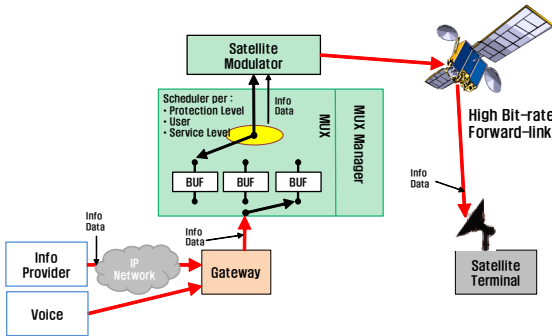 Satellite
Modulator
Scheduler per :
• Protection Level
• User
• Service Level
Info
Data
MUX
MUX Manager
BUF
BUF
BUF
High Bit-rate
Forward-link
Info
Data
Info
Data
Info
Data
Info
Provider
IP
Network
Gateway
Voice
Satellite
Terminal